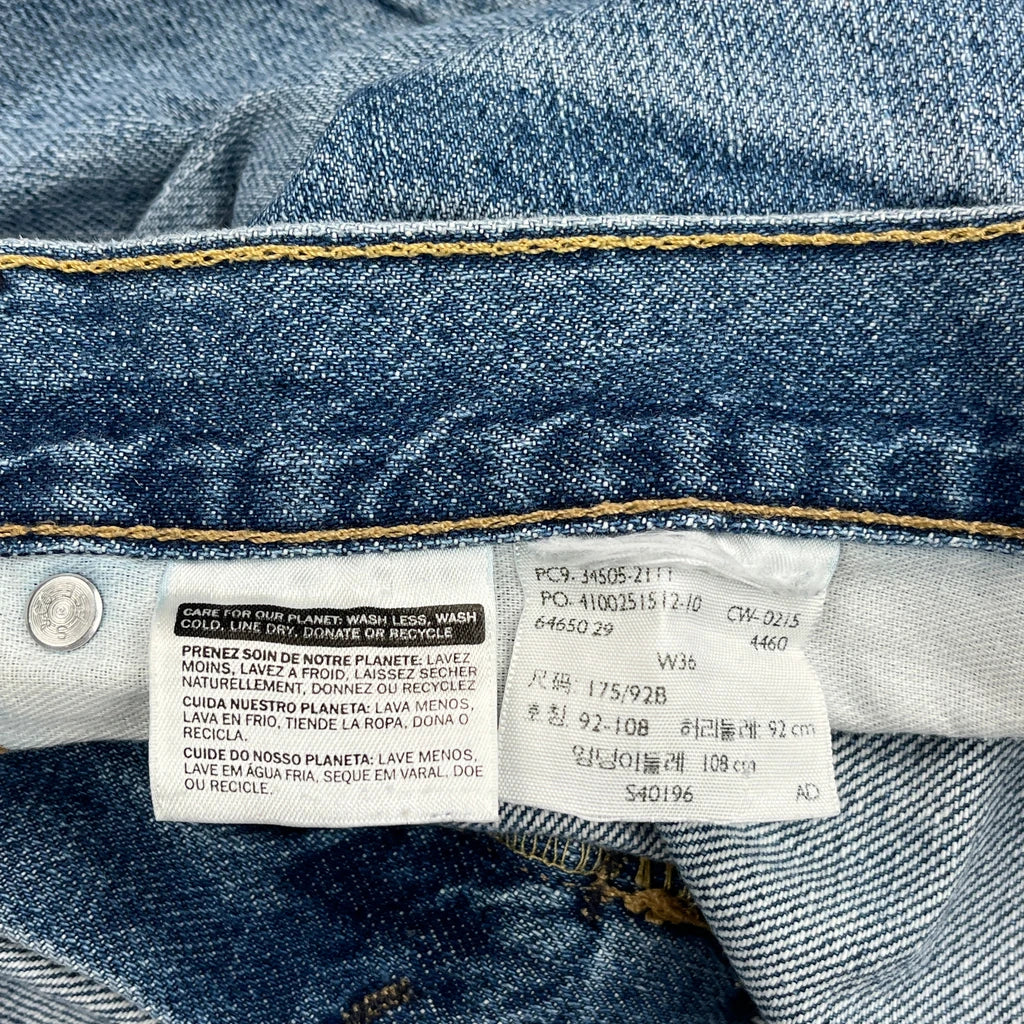 CARE FOR OUR PLANET: WASH LESS, WASH
COLD, LINE DRY, DONATE OR RECYCLE
PRENEZ SOIN DE NOTRE PLANETE: LAVEZ
MOINS, LAVEZ A FROID, LAISSEZ SECHER
NATURELLEMENT, DONNEZ OU RECYCLEZ
CUIDA NUESTRO PLANETA: LAVA MENOS,
LAVA EN FRIO, TIENDE LA ROPA, DONA O
RECICLA.
CUIDE DO NOSSO PLANETA: LAVE MENOS,
LAVE EM ÁGUA FRIA, SEQUE EM VARAL, DOE
OU RECICLE.
PC9- 34505-2111
PO- 4100251512-10 CW- 0215
64650 29 4460
W36
尺码: 175/92B
호칭 92-108 허리둘레 92 cm
엉덩이둘레 108 cm
S40196 AD